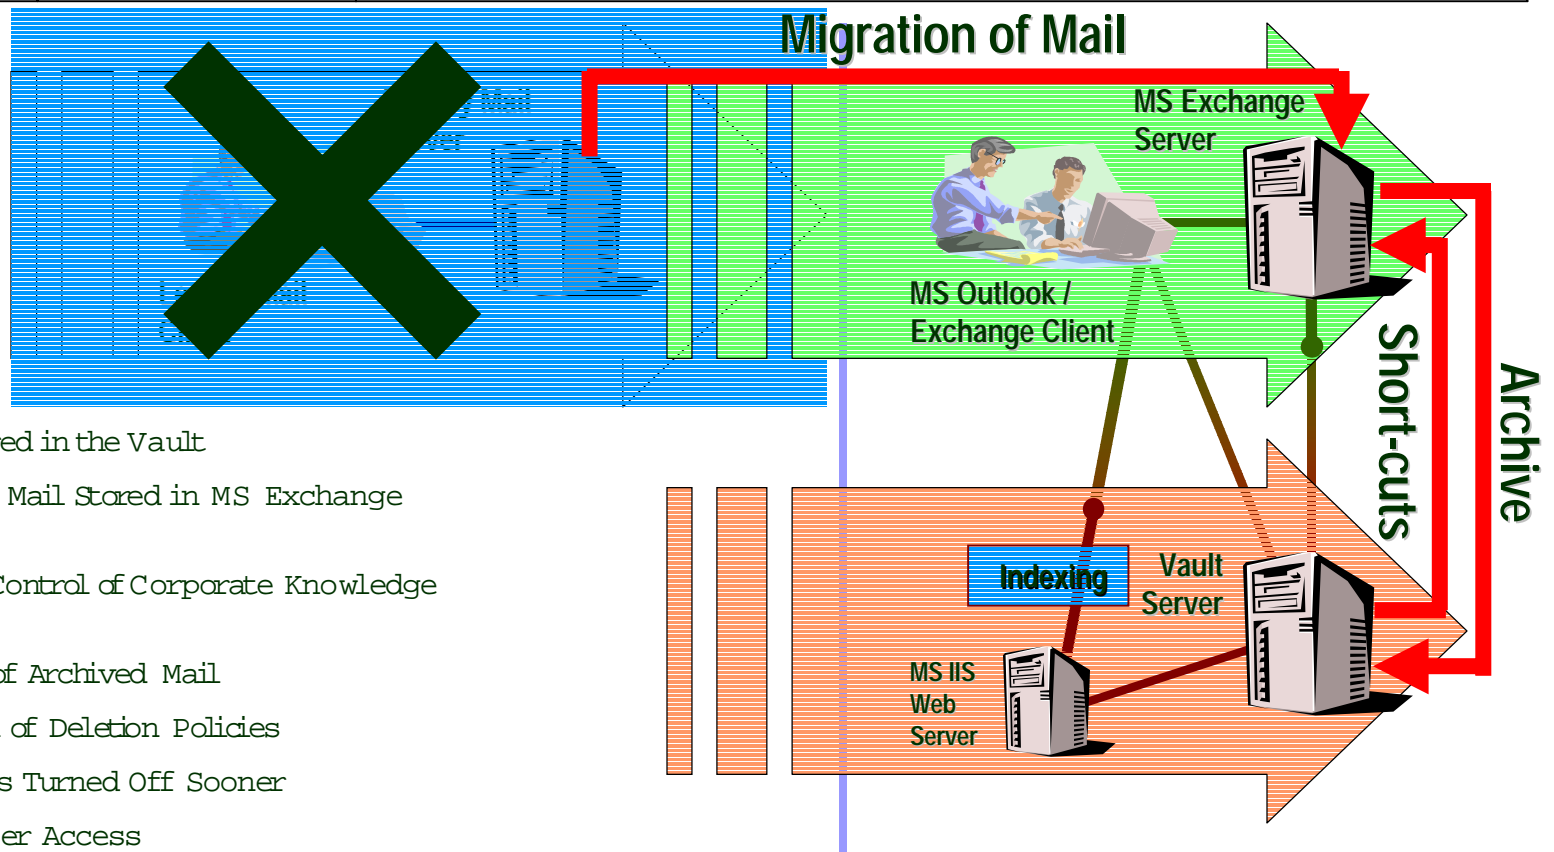 Migration of Mail
MS Exchange
Server
Mail
MS Outlook /
Exchange Client
Short-cuts
Archive
in the Vault
Mail Stored in MS Exchange
Control of Corporate Knowledge
of Archived Mail
of Deletion Policies
Turned Off Sooner
Access
Indexing
Vault
Server
MS IIS
Web
Server